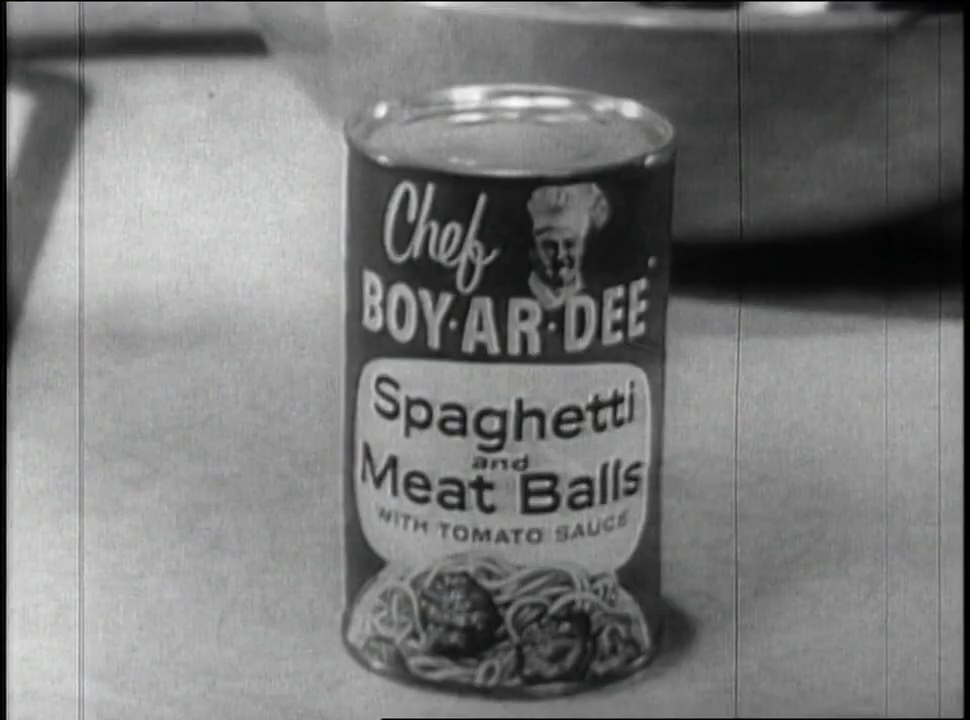 Chef
BOY·AR·DEE
Spaghetti
and
Meat Balls
WITH TOMATO SAUCE